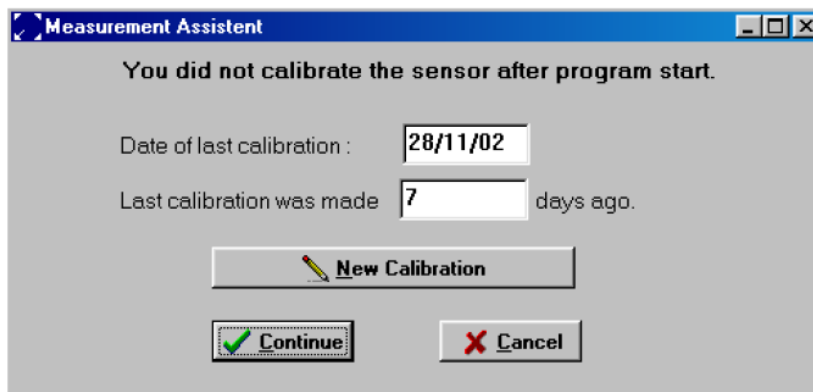 Measurement Assistent
You did not calibrate the sensor after program start.
Date of last calibration : 28/11/02
Last calibration was made 7 days ago.
New Calibration
Continue Cancel